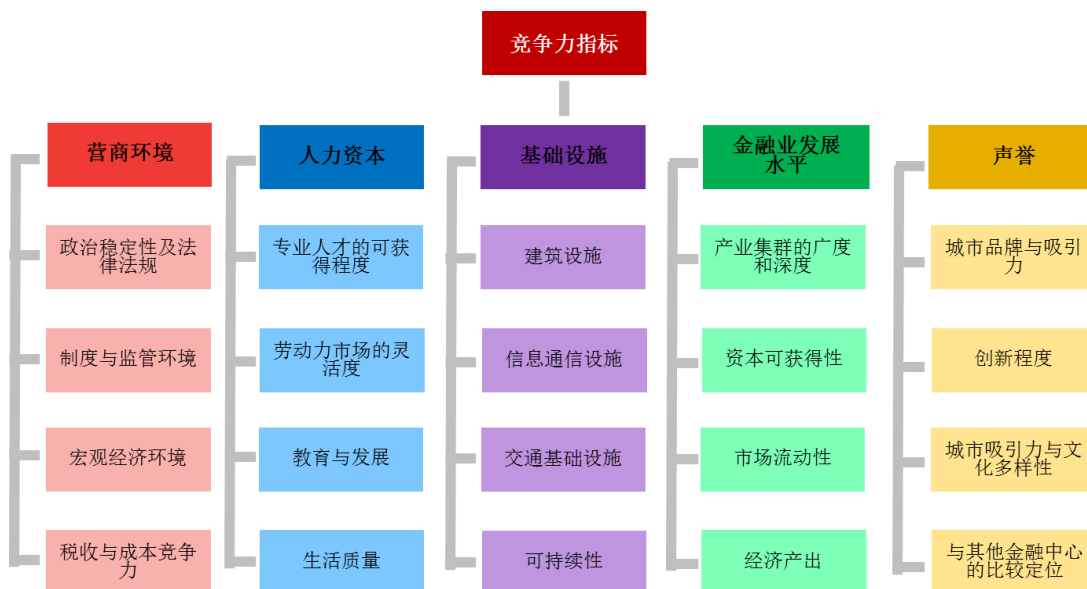 竞争力指标
营商环境
政治稳定性及法
律法规
制度与监管环境
宏观经济环境
税收与成本竞争
力
人力资本
专业人才的可获
得程度
劳动力市场的灵
活度
教育与发展
生活质量
基础设施
建筑设施
信息通信设施
交通基础设施
可持续性
金融业发展
水平
产业集群的广度
和深度
资本可获得性
市场流动性
经济产出
声誉
城市品牌与吸引
力
创新程度
城市吸引力与文
化多样性
与其他金融中心
的比较定位